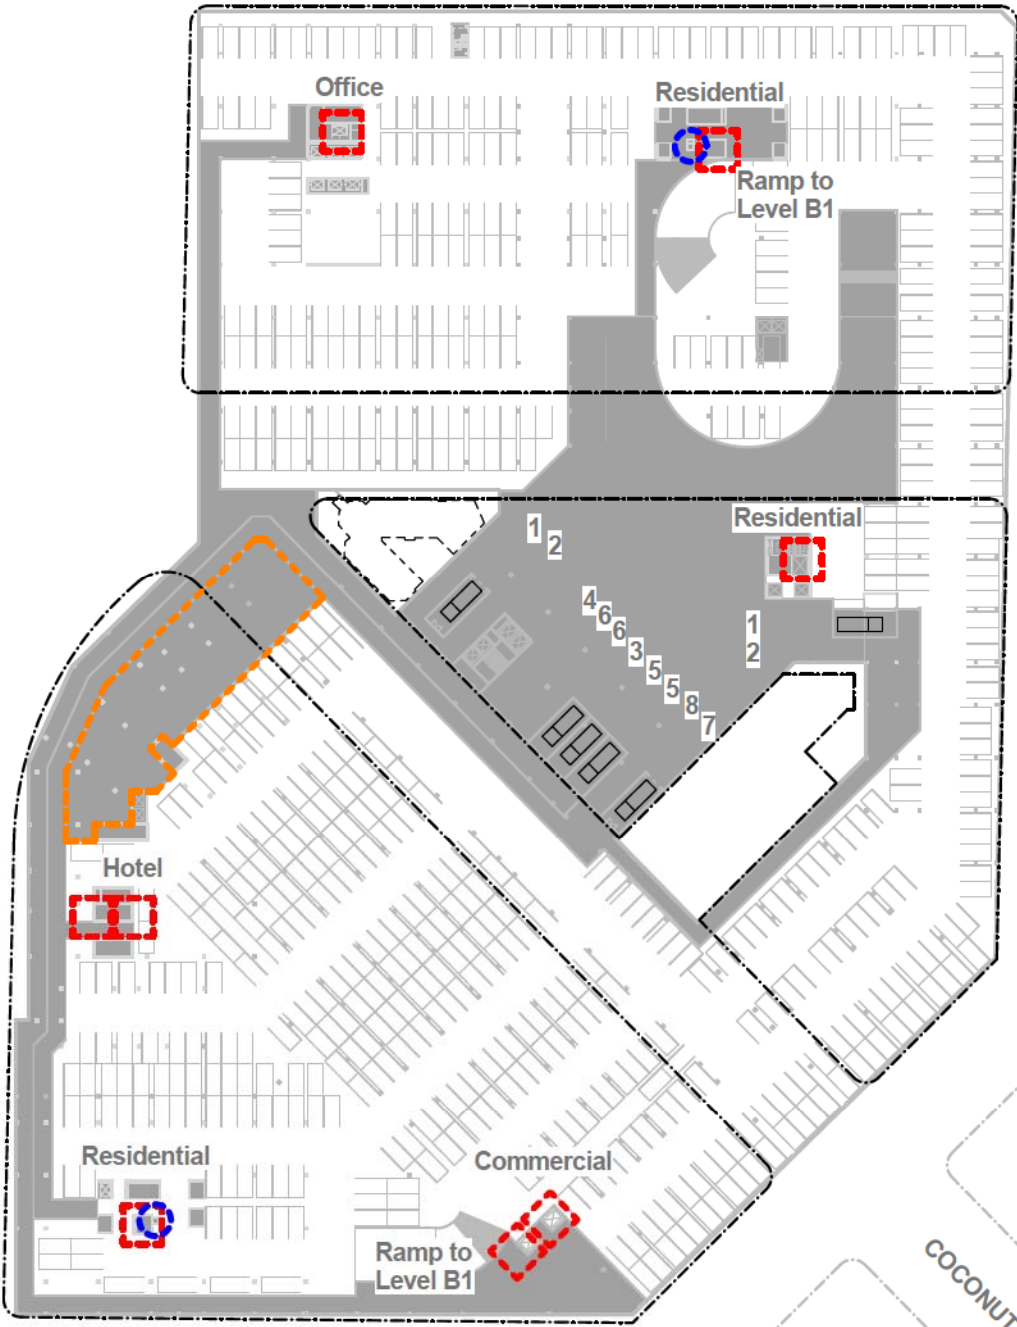 Office
Residential
Ramp to
Level B1
Residential
1
2
4
6
6
3
5
5
8
7
1
2
Hotel
Residential
Commercial
Ramp to
Level B1
COCONUT